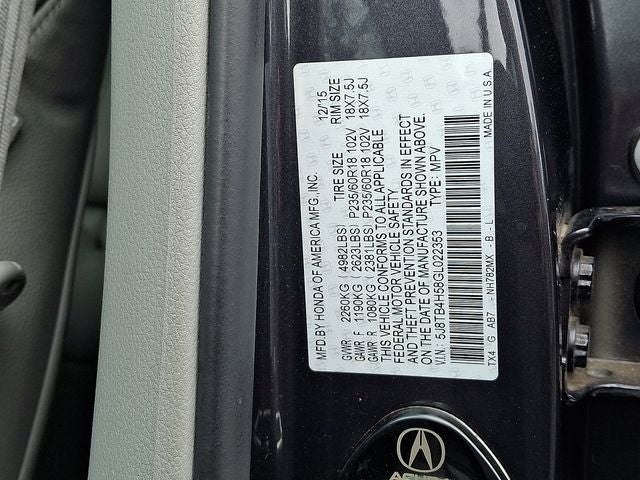 MFD BY HONDA OF AMERICA MFG., INC. 12/15
TIRE SIZE RIM SIZE
GVWR 2260KG (4982LBS)
GAWR F 1190KG (2623LBS) P235/60R18 102V 18X7.5J
GAWR R 1080KG (2381LBS) P235/60R18 102V 18X7.5J
THIS VEHICLE CONFORMS TO ALL APPLICABLE
FEDERAL MOTOR VEHICLE SAFETY
AND THEFT PREVENTION STANDARDS IN EFFECT
ON THE DATE OF MANUFACTURE SHOWN ABOVE.
V.I.N.: 5J8TB4H58GL022353 TYPE: MPV
TX4 G AB7 - NH782MX - B - L MADE IN U.S.A.